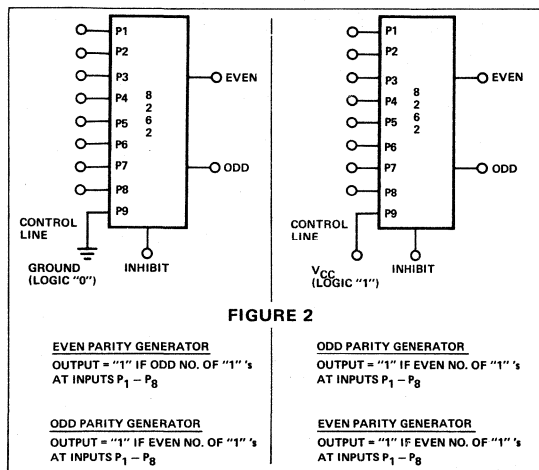 P1
P2
P3
P4
P5
P6
P7
P8
P9
8
2
6
2
EVEN
ODD
CONTROL
LINE
GROUND
(LOGIC "0")
INHIBIT
P1
P2
P3
P4
P5
P6
P7
P8
P9
8
2
6
2
EVEN
ODD
CONTROL
LINE
VCC
(LOGIC "1")
INHIBIT
FIGURE 2
EVEN PARITY GENERATOR
OUTPUT = "1" IF ODD NO. OF "1" 's
AT INPUTS P1 – P8
ODD PARITY GENERATOR
OUTPUT = "1" IF EVEN NO. OF "1" 's
AT INPUTS P1 – P8
ODD PARITY GENERATOR
OUTPUT = "1" IF EVEN NO. OF "1" 's
AT INPUTS P1 – P8
EVEN PARITY GENERATOR
OUTPUT = "1" IF EVEN NO. OF "1" 's
AT INPUTS P1 – P8